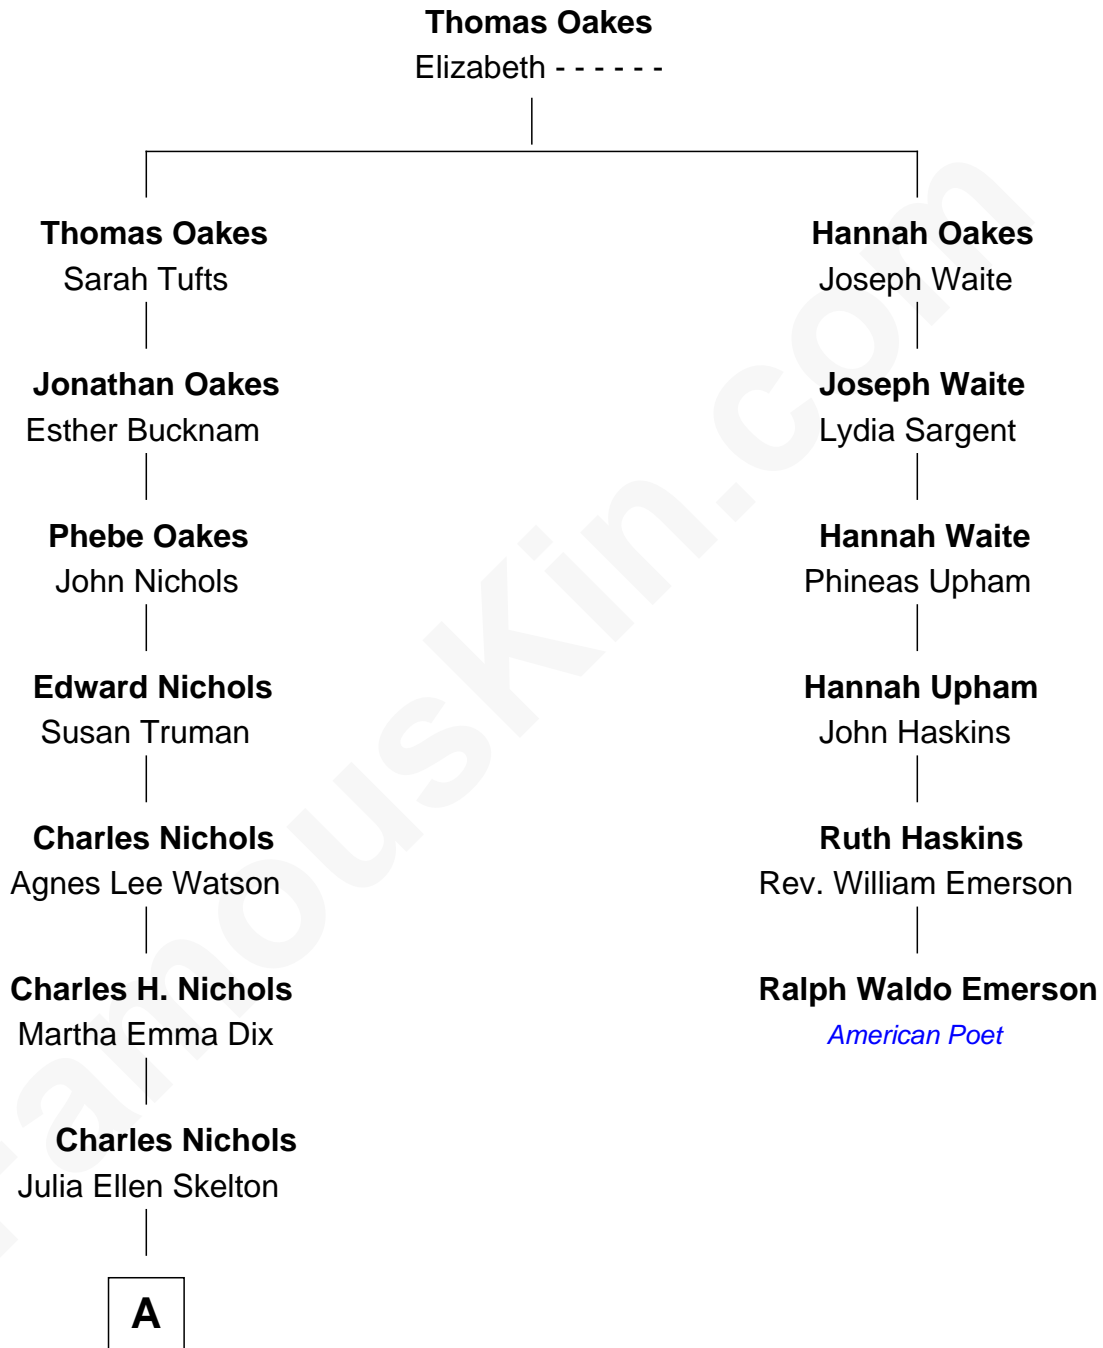 Thomas Oakes
Elizabeth - - - - - -
Thomas Oakes
Sarah Tufts
Hannah Oakes
Joseph Waite
Jonathan Oakes
Esther Bucknam
Joseph Waite
Lydia Sargent
Phebe Oakes
John Nichols
Hannah Waite
Phineas Upham
Edward Nichols
Susan Truman
Hannah Upham
John Haskins
Charles Nichols
Agnes Lee Watson
Ruth Haskins
Rev. William Emerson
Charles H. Nichols
Martha Emma Dix
Ralph Waldo Emerson
American Poet
Charles Nichols
Julia Ellen Skelton
A
FamousKin.com